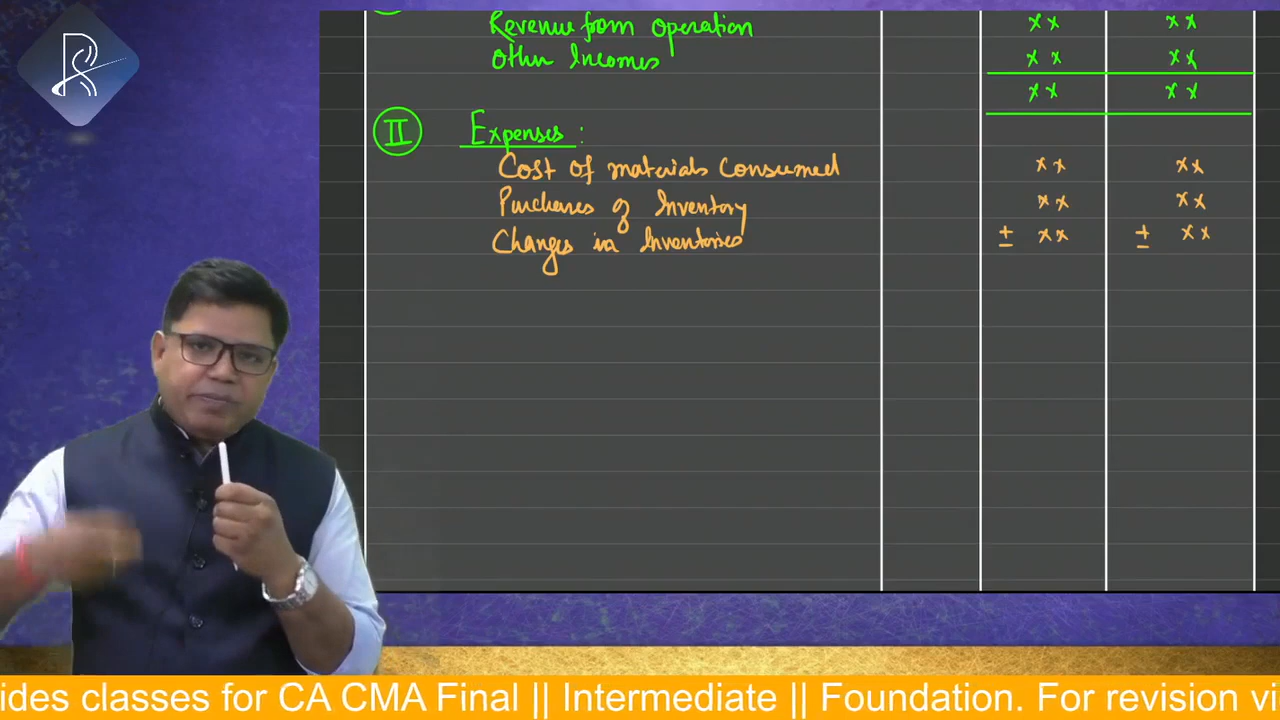 Revenue from operation xx xx
Other Incomes xx xx
xx xx
II Expenses :
Cost of materials Consumed xx xx
Purchases of Inventory xx xx
Changes in Inventories ± xx ± xx
ides classes for CA CMA Final || Intermediate || Foundation. For revision vi